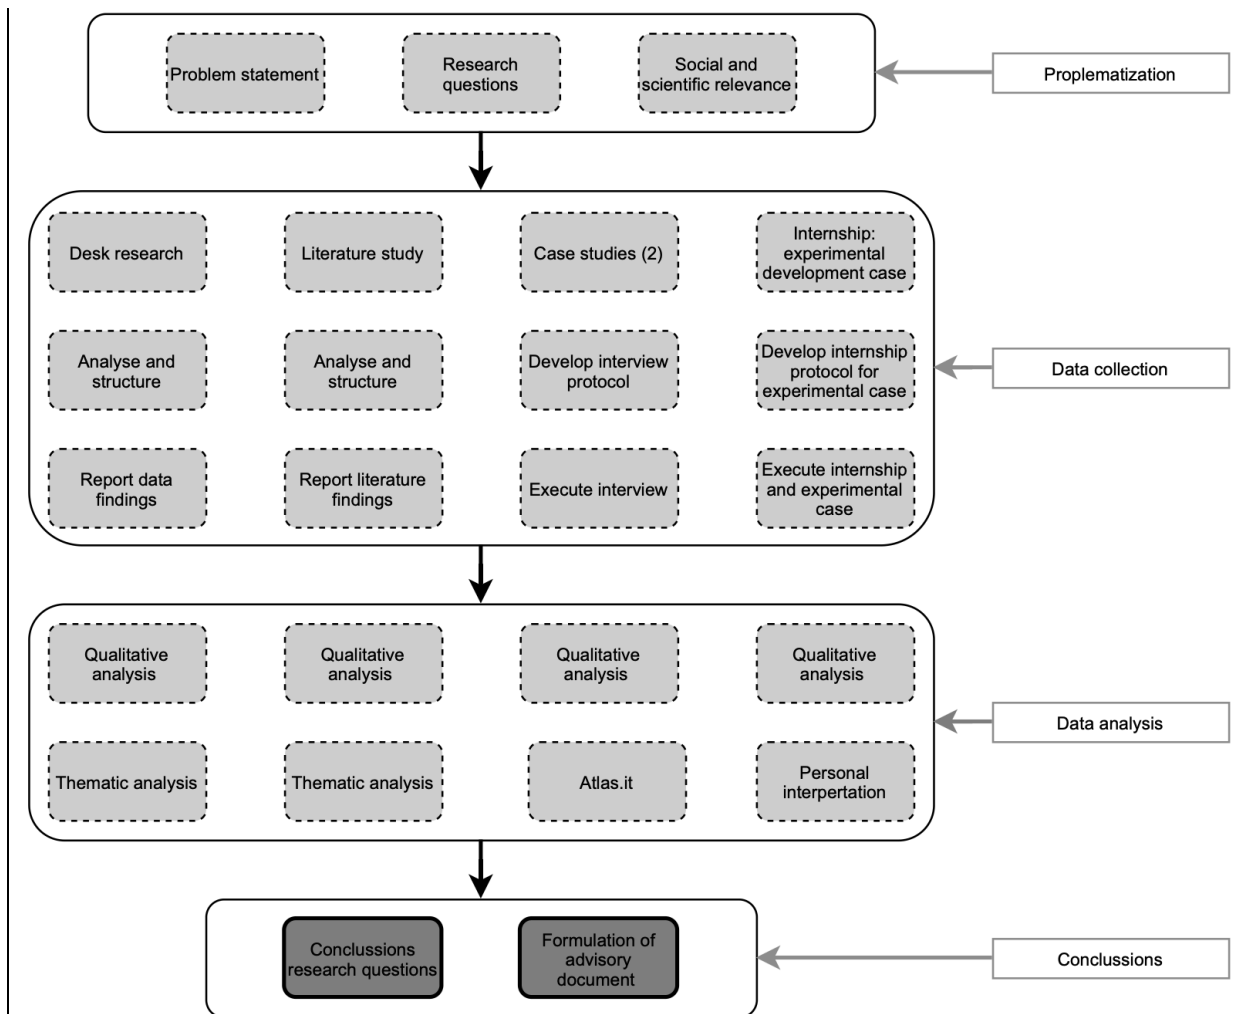 Problem statement
Research
questions
Social and
scientific relevance
Proplematization
Desk research
Literature study
Case studies (2)
Internship:
experimental
development case
Analyse and
structure
Analyse and
structure
Develop interview
protocol
Develop internship
protocol for
experimental case
Data collection
Report data
findings
Report literature
findings
Execute interview
Execute internship
and experimental
case
Qualitative
analysis
Qualitative
analysis
Qualitative
analysis
Qualitative
analysis
Data analysis
Thematic analysis
Thematic analysis
Atlas.it
Personal
interpertation
Conclussions
research questions
Formulation of
advisory
document
Conclussions